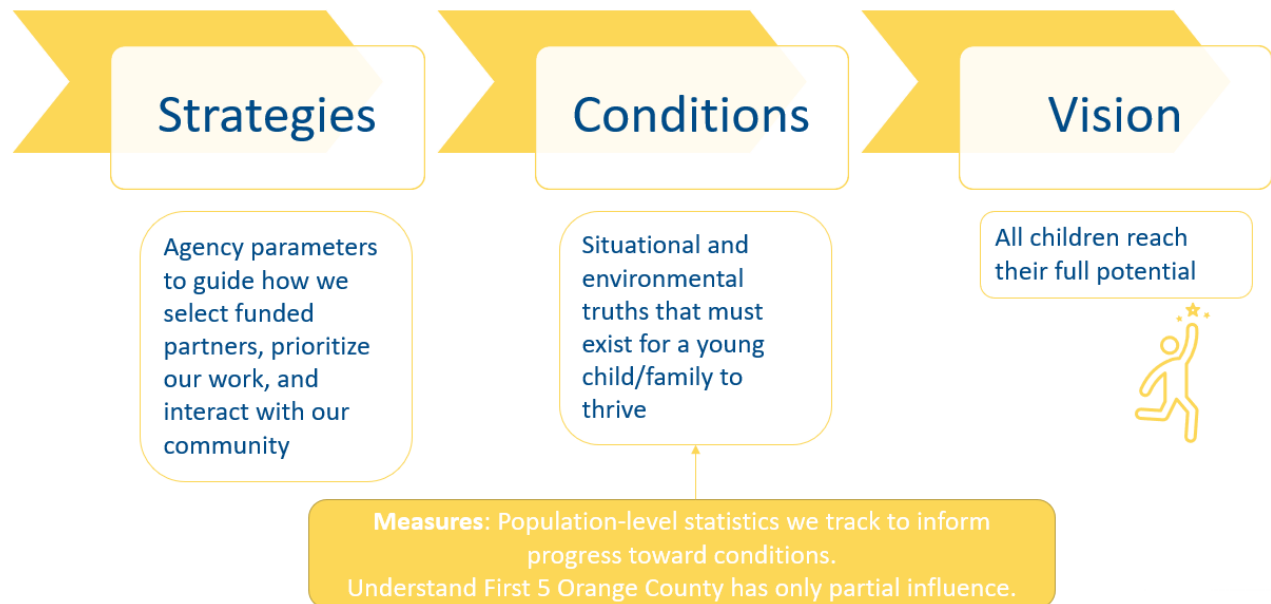 Strategies
Agency parameters
to guide how we
select funded
partners, prioritize
our work, and
interact with our
community
Conditions
Situational and
environmental
truths that must
exist for a young
child/family to
thrive
Vision
All children reach
their full potential
Measures: Population-level statistics we track to inform
progress toward conditions.
Understand First 5 Orange County has only partial influence.